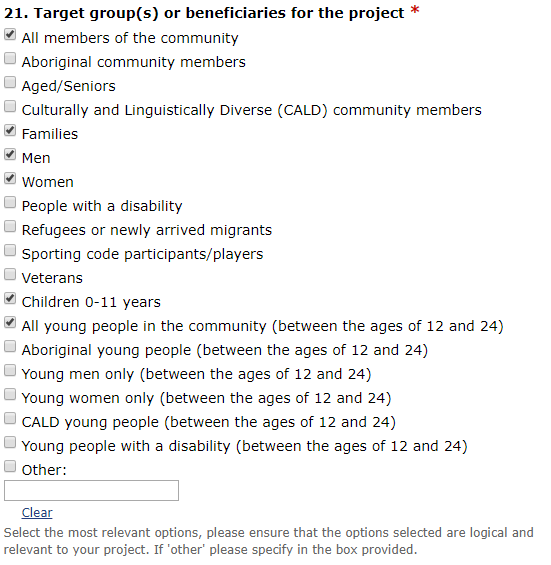 21. Target group(s) or beneficiaries for the project *
All members of the community
Aboriginal community members
Aged/Seniors
Culturally and Linguistically Diverse (CALD) community members
Families
Men
Women
People with a disability
Refugees or newly arrived migrants
Sporting code participants/players
Veterans
Children 0-11 years
All young people in the community (between the ages of 12 and 24)
Aboriginal young people (between the ages of 12 and 24)
Young men only (between the ages of 12 and 24)
Young women only (between the ages of 12 and 24)
CALD young people (between the ages of 12 and 24)
Young people with a disability (between the ages of 12 and 24)
Other:
Clear
Select the most relevant options, please ensure that the options selected are logical and
relevant to your project. If 'other' please specify in the box provided.